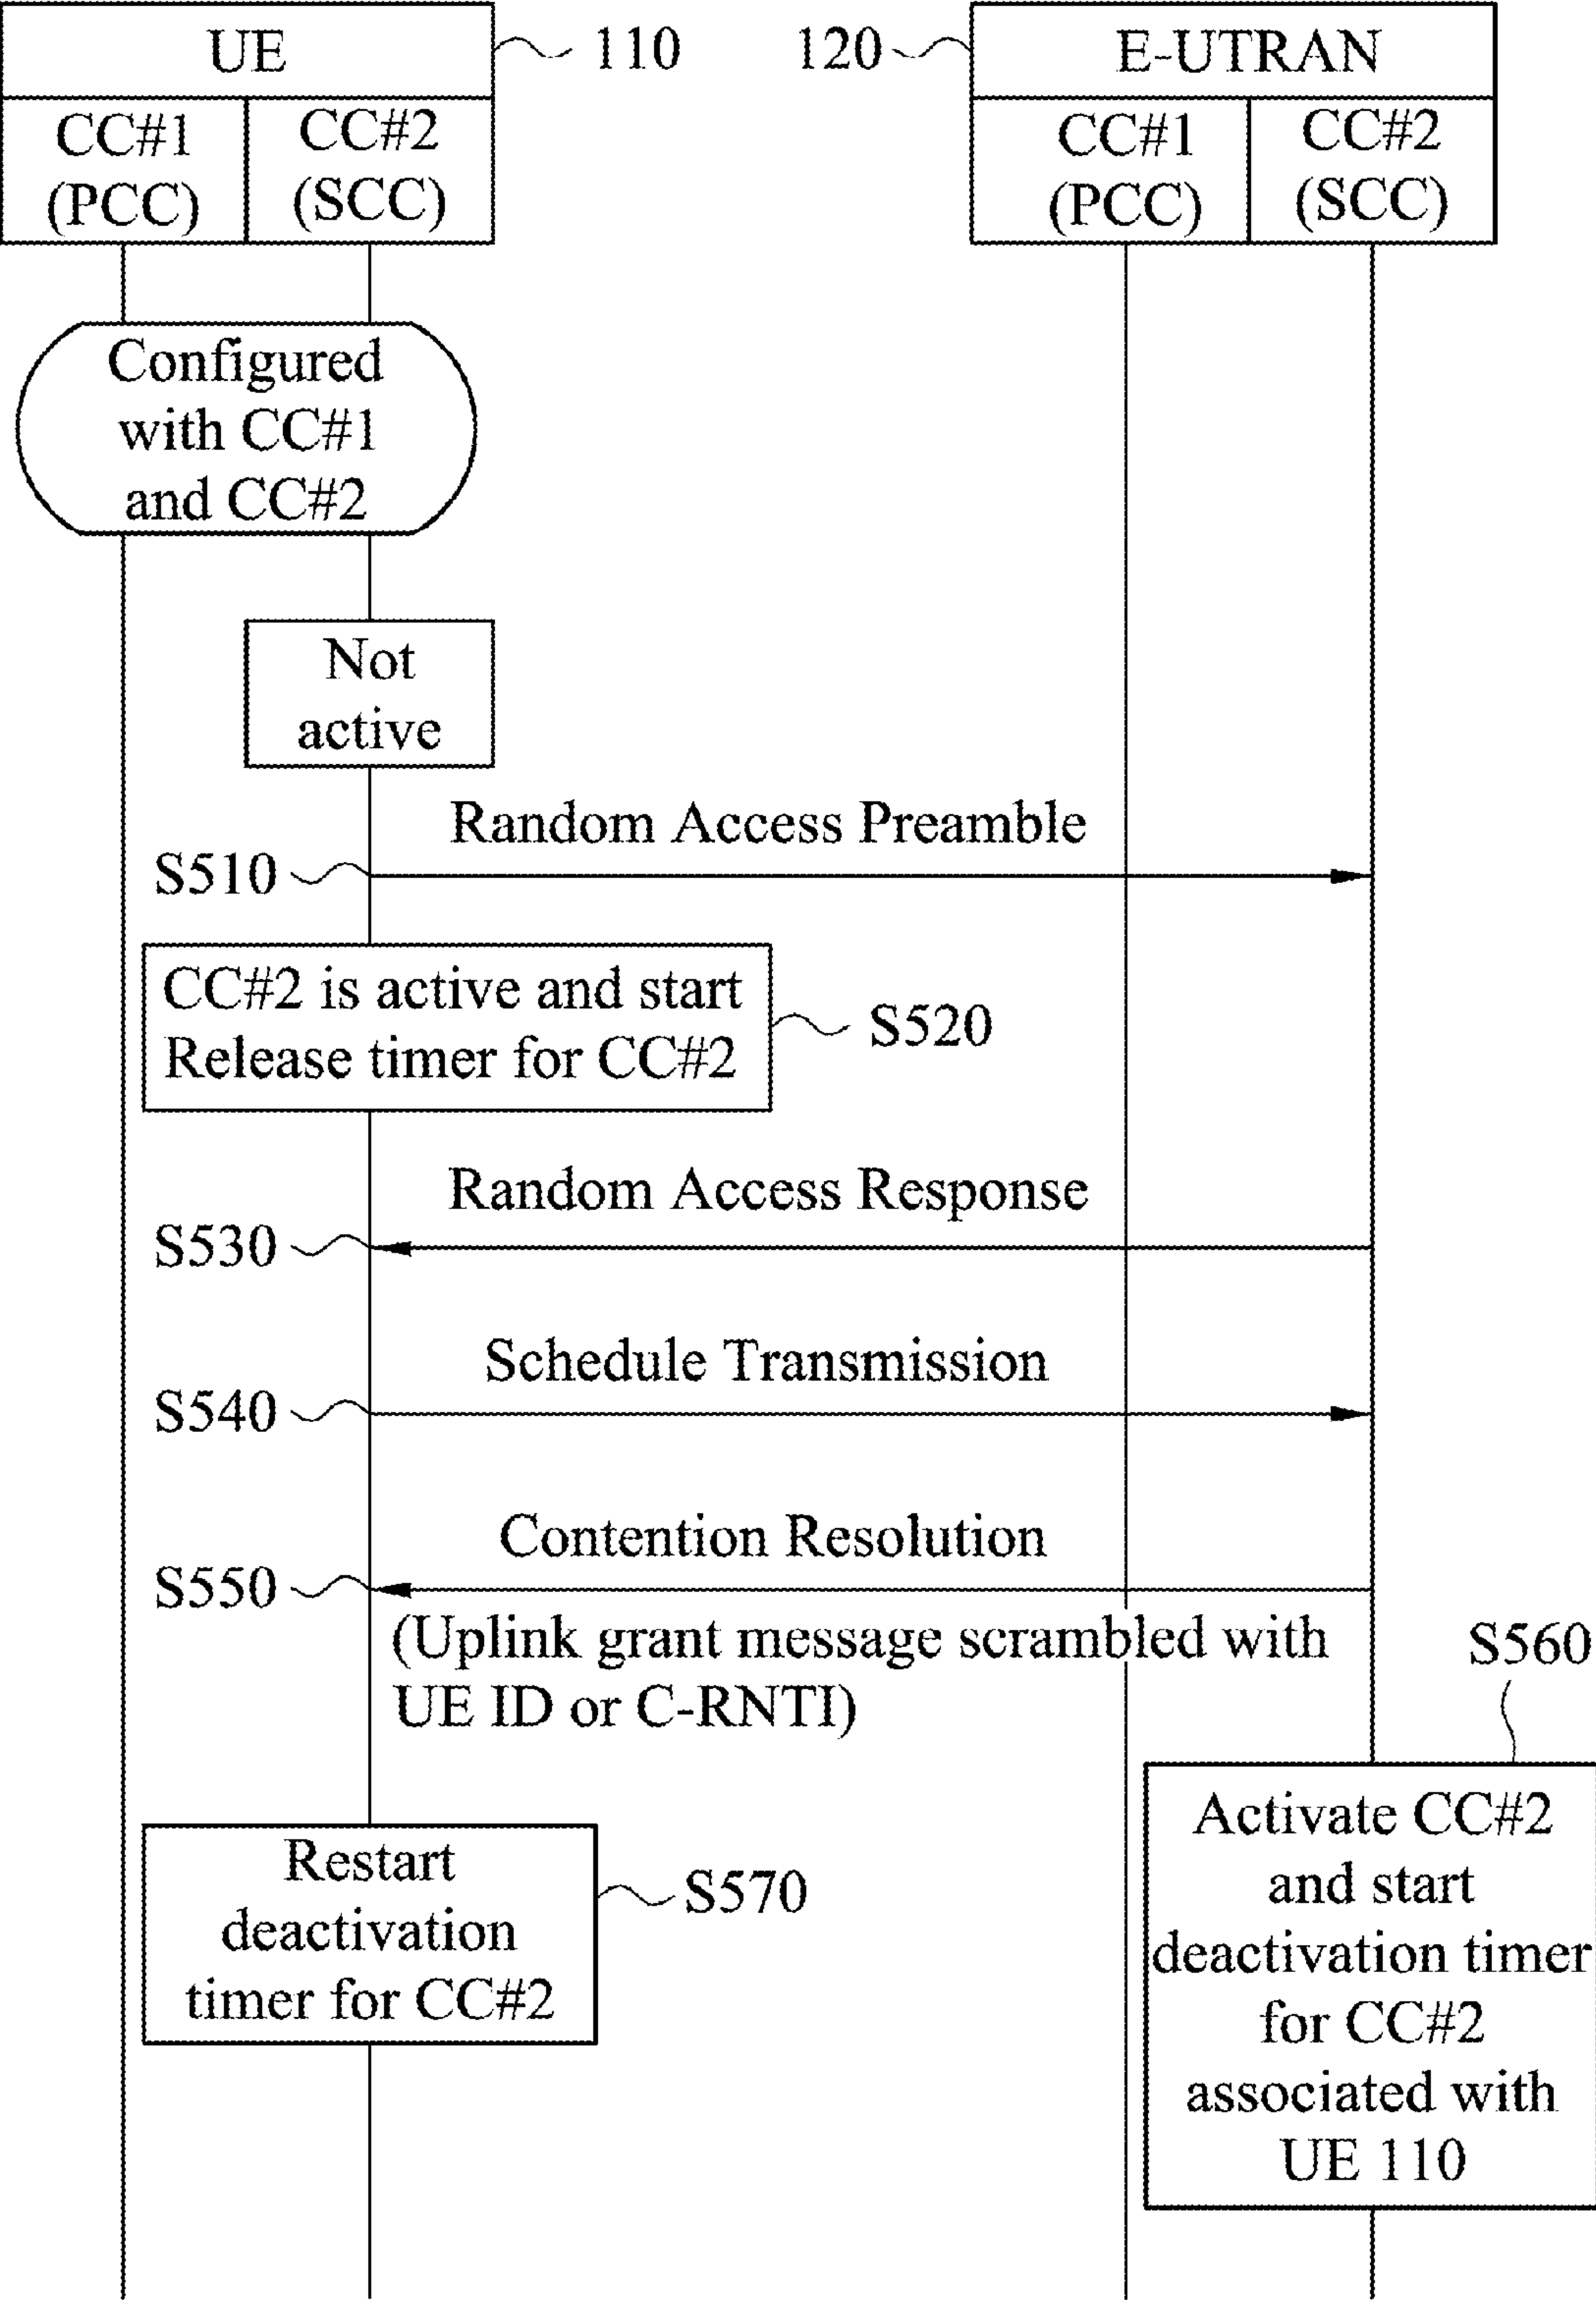 UE
110
120
E-UTRAN
CC#1
(PCC)
CC#2
(SCC)
CC#1
(PCC)
CC#2
(SCC)
Configured
with CC#1
and CC#2
Not
active
Random Access Preamble
S510
CC#2 is active and start
Release timer for CC#2
S520
Random Access Response
S530
Schedule Transmission
S540
Contention Resolution
S550
(Uplink grant message scrambled with
UE ID or C-RNTI)
S560
Activate CC#2
and start
deactivation timer
for CC#2
associated with
UE 110
Restart
deactivation
timer for CC#2
S570